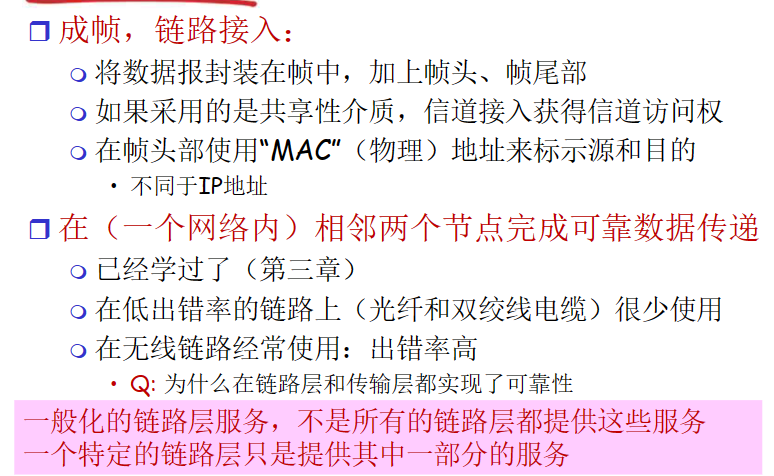 成帧，链路接入：
将数据报封装在帧中，加上帧头、帧尾部
如果采用的是共享性介质，信道接入获得信道访问权
在帧头部使用“MAC”（物理）地址来标示源和目的
• 不同于IP地址
在（一个网络内）相邻两个节点完成可靠数据传递
已经学过了（第三章）
在低出错率的链路上（光纤和双绞线电缆）很少使用
在无线链路经常使用：出错率高
• Q: 为什么在链路层和传输层都实现了可靠性
一般化的链路层服务，不是所有的链路层都提供这些服务
一个特定的链路层只是提供其中一部分的服务